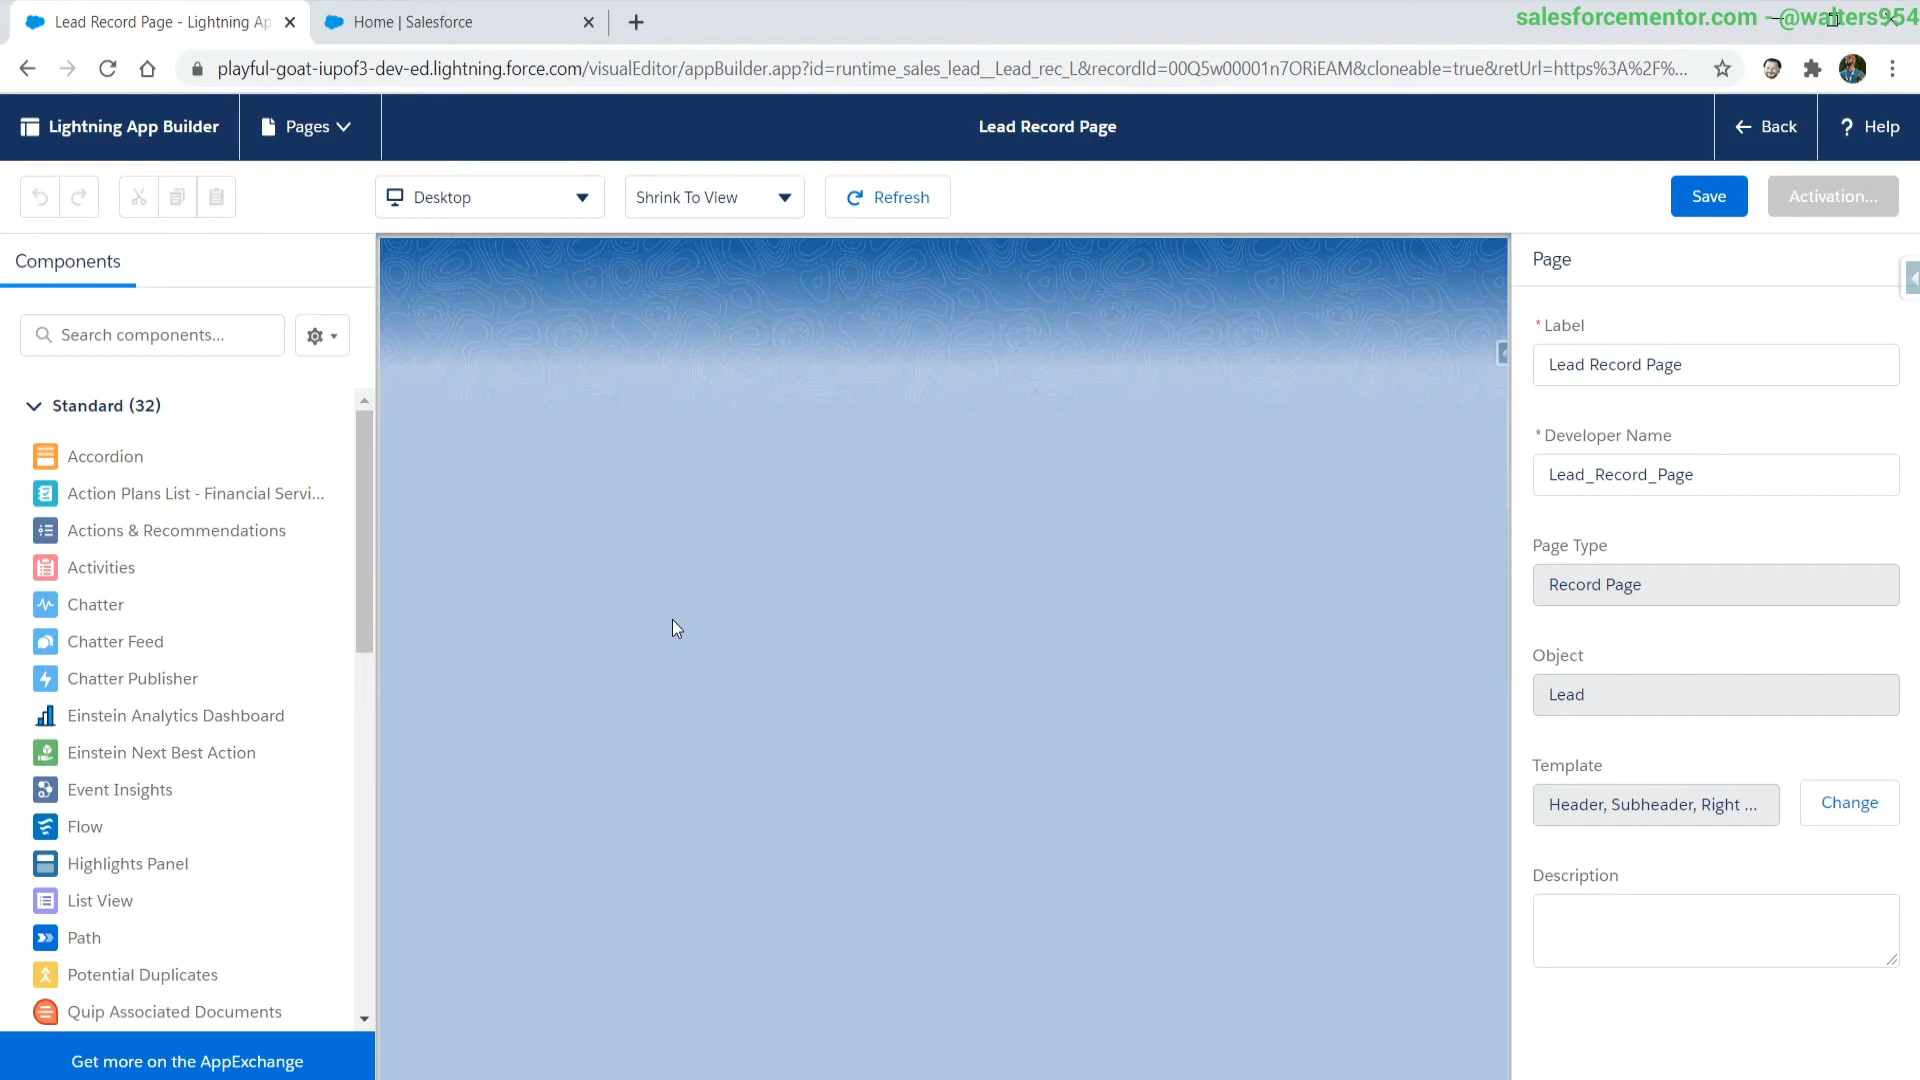 Lead Record Page - Lightning Ap
Home | Salesforce
salesforcementor.com - @walters954
playful-goat-iupof3-dev-ed.lightning.force.com/visualEditor/appBuilder.app?id=runtime_sales_lead__Lead_rec_L&recordId=00Q5w00001n7ORiEAM&cloneable=true&retUrl=https%3A%2F%...
Lightning App Builder
Pages
Lead Record Page
Back
? Help
Desktop
Shrink To View
Refresh
Save
Activation...
Components
Search components...
Standard (32)
Accordion
Action Plans List - Financial Servi...
Actions & Recommendations
Activities
Chatter
Chatter Feed
Chatter Publisher
Einstein Analytics Dashboard
Einstein Next Best Action
Event Insights
Flow
Highlights Panel
List View
Path
Potential Duplicates
Quip Associated Documents
Get more on the AppExchange
Page
*Label
Lead Record Page
*Developer Name
Lead_Record_Page
Page Type
Record Page
Object
Lead
Template
Header, Subheader, Right ...
Change
Description